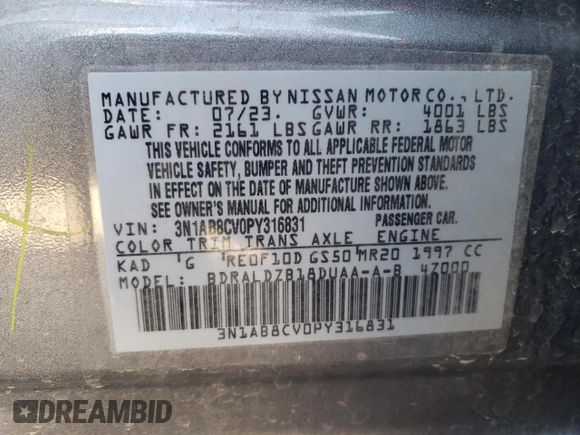 MANUFACTURED BY NISSAN MOTOR CO., LTD.
DATE: 07/23. GVWR: 4001 LBS
GAWR FR: 2161 LBS GAWR RR: 1863 LBS
THIS VEHICLE CONFORMS TO ALL APPLICABLE FEDERAL MOTOR
VEHICLE SAFETY, BUMPER AND THEFT PREVENTION STANDARDS
IN EFFECT ON THE DATE OF MANUFACTURE SHOWN ABOVE.
SEE OWNER'S MANUAL FOR ADDITIONAL INFORMATION.
VIN: 3N1AB8CV0PY316831 PASSENGER CAR
COLOR TRIM TRANS AXLE ENGINE
KAD G RE0F10D GS50 MR20 1997 CC
MODEL: BDRALDZB18DUAA-A-B 47000
3N1AB8CV0PY316831
DREAMBID